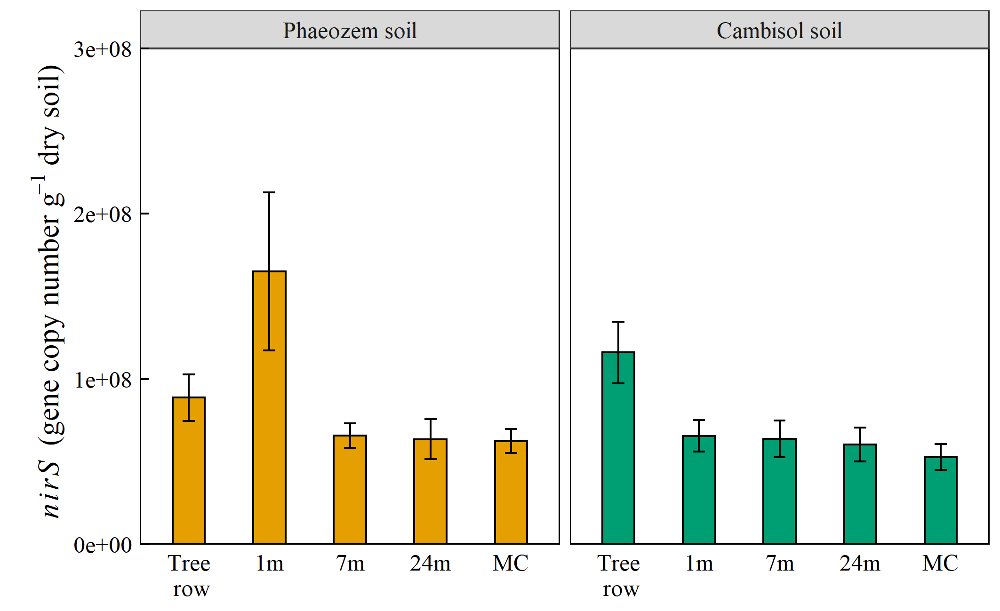 Phaeozem soil
Cambisol soil
nirS (gene copy number g⁻¹ dry soil)
3e+08
2e+08
1e+08
0e+00
Tree row
1m
7m
24m
MC
Tree row
1m
7m
24m
MC